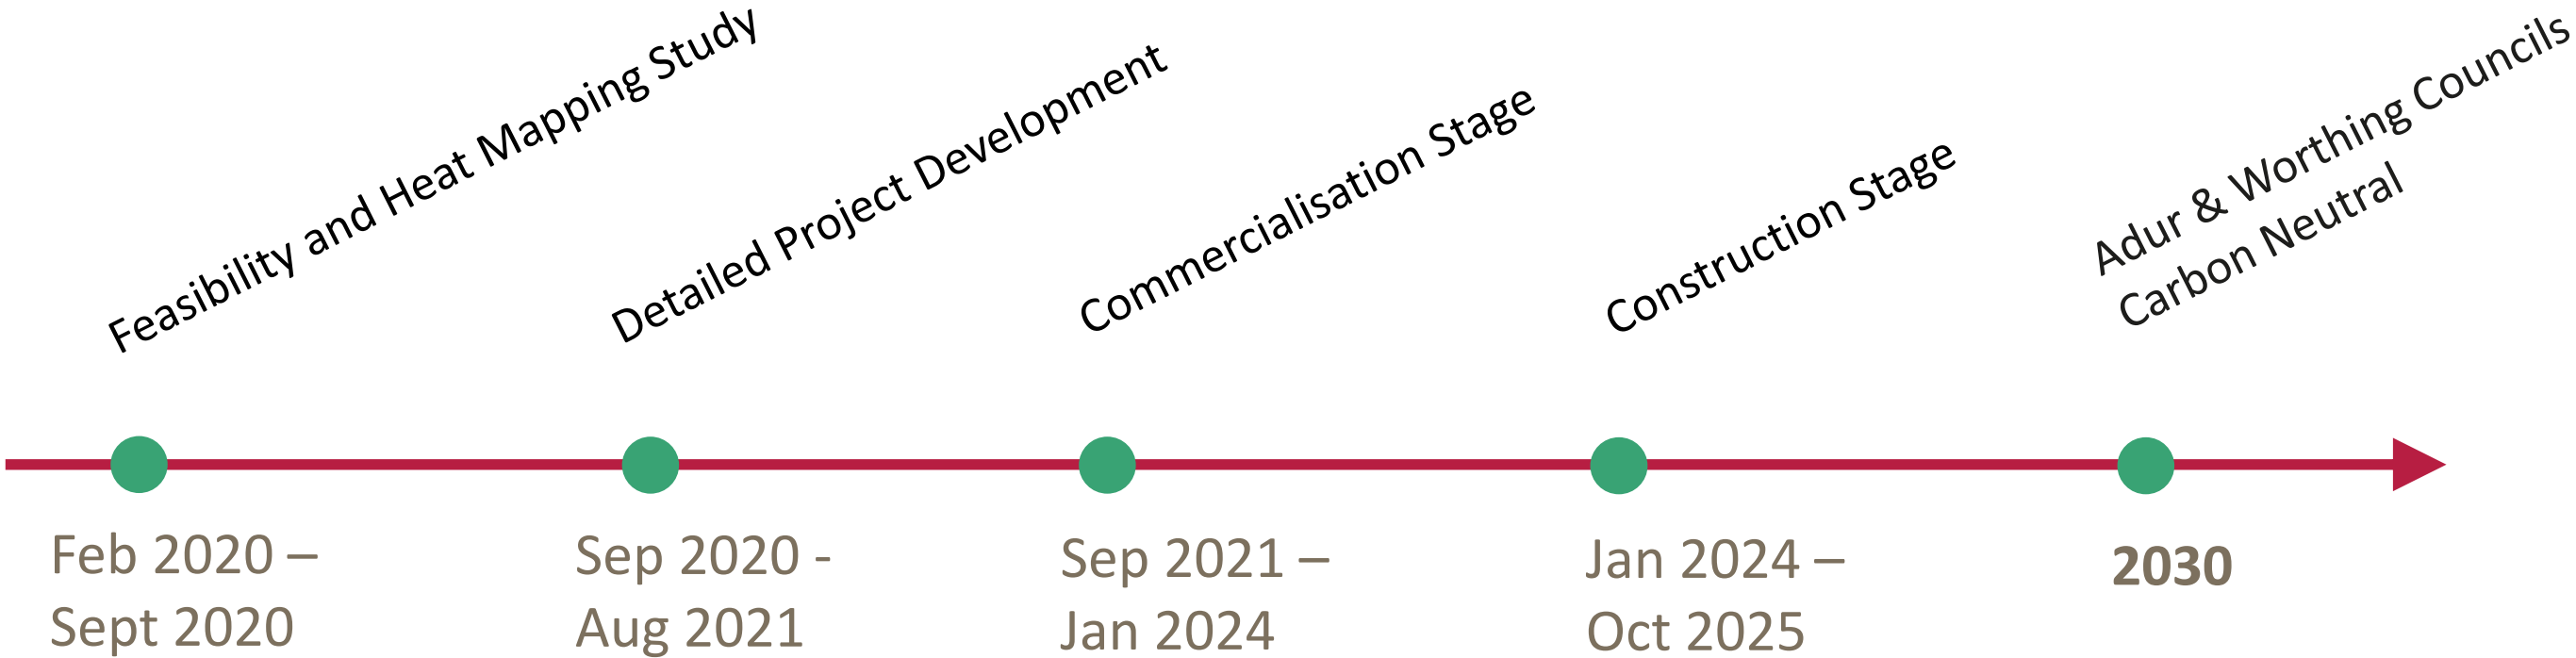 Feasibility and Heat Mapping Study
Detailed Project Development
Commercialisation Stage
Construction Stage
Adur & Worthing Councils
Carbon Neutral
Feb 2020 –
Sept 2020
Sep 2020 -
Aug 2021
Sep 2021 –
Jan 2024
Jan 2024 –
Oct 2025
2030